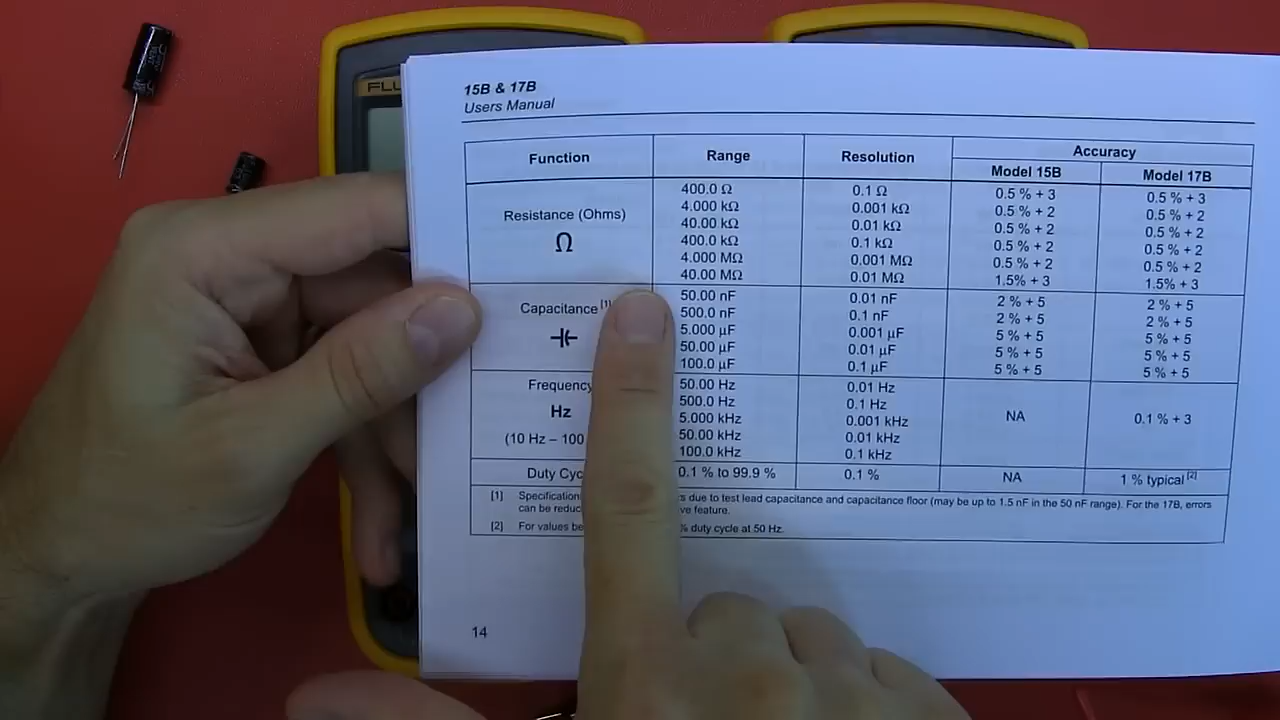 FLU
15B & 17B
Users Manual
Function Range Resolution Accuracy
Model 15B Model 17B
Resistance (Ohms)
Ω
400.0 Ω 0.1 Ω 0.5 % + 3 0.5 % + 3
4.000 kΩ 0.001 kΩ 0.5 % + 2 0.5 % + 2
40.00 kΩ 0.01 kΩ 0.5 % + 2 0.5 % + 2
400.0 kΩ 0.1 kΩ 0.5 % + 2 0.5 % + 2
4.000 MΩ 0.001 MΩ 0.5 % + 2 0.5 % + 2
40.00 MΩ 0.01 MΩ 1.5% + 3 1.5% + 3
Capacitance [1]
50.00 nF 0.01 nF 2 % + 5 2 % + 5
500.0 nF 0.1 nF 2 % + 5 2 % + 5
5.000 μF 0.001 μF 5 % + 5 5 % + 5
50.00 μF 0.01 μF 5 % + 5 5 % + 5
100.0 μF 0.1 μF 5 % + 5 5 % + 5
Frequency
Hz
(10 Hz – 100
50.00 Hz 0.01 Hz
500.0 Hz 0.1 Hz
5.000 kHz 0.001 kHz NA 0.1 % + 3
50.00 kHz 0.01 kHz
100.0 kHz 0.1 kHz
Duty Cyc 0.1 % to 99.9 % 0.1 % NA 1 % typical [2]
[1] Specification s due to test lead capacitance and capacitance floor (may be up to 1.5 nF in the 50 nF range). For the 17B, errors
can be reduc ve feature.
[2] For values be % duty cycle at 50 Hz.
14